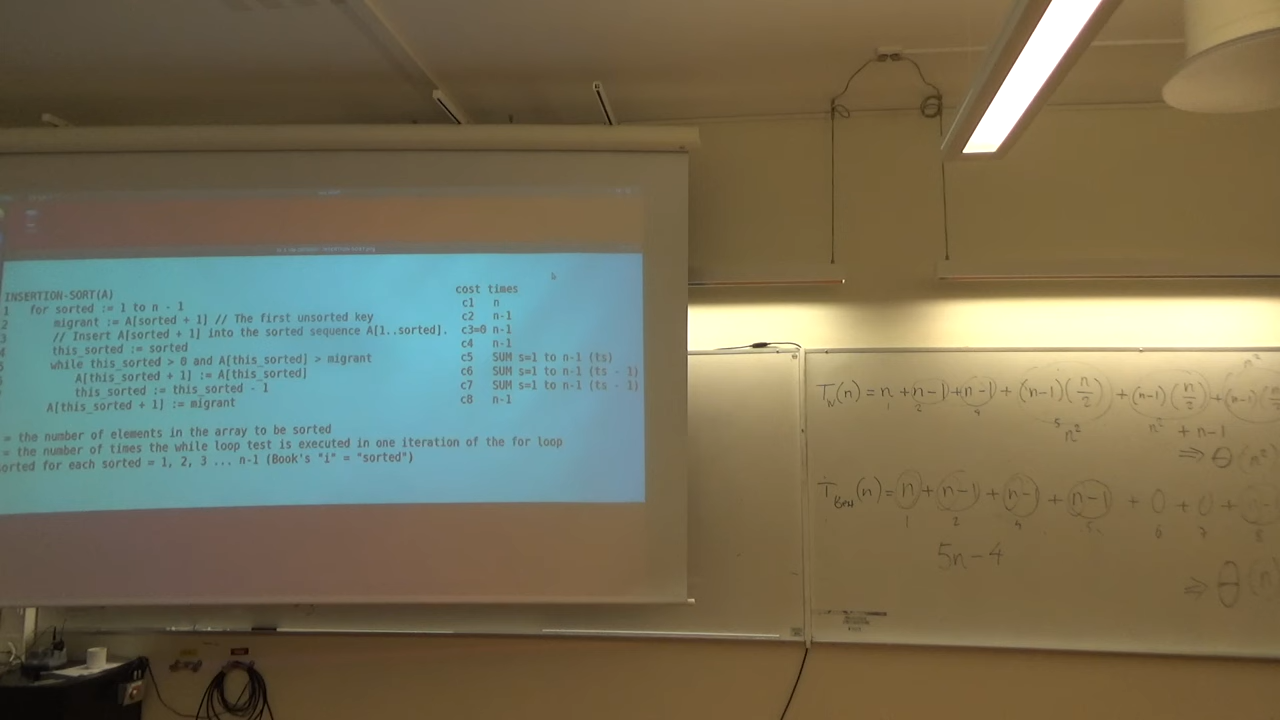 INSERTION-SORT(A) cost times
1 for sorted := 1 to n - 1 c1 n
2 migrant := A[sorted + 1] // The first unsorted key c2 n-1
3 // Insert A[sorted + 1] into the sorted sequence A[1..sorted]. c3=0 n-1
4 this_sorted := sorted c4 n-1
while this_sorted > 0 and A[this_sorted] > migrant c5 SUM s=1 to n-1 (ts)
A[this_sorted + 1] := A[this_sorted] c6 SUM s=1 to n-1 (ts - 1)
this_sorted := this_sorted - 1 c7 SUM s=1 to n-1 (ts - 1)
A[this_sorted + 1] := migrant c8 n-1
= the number of elements in the array to be sorted
= the number of times the while loop test is executed in one iteration of the for loop
sorted for each sorted = 1, 2, 3 ... n-1 (Book's "i" = "sorted")
n²
T_W(n) = n + n-1 + n-1 + (n-1)(n/2) + (n-1)(n/2) + (n-1)
1 2 4 5 n² n² + n-1
⇒ Θ(n²)
T_Best(n) = n + n-1 + n-1 + n-1 + 0 + 0 +
1 2 4 5 6 7 8
5n - 4
⇒ Θ(n